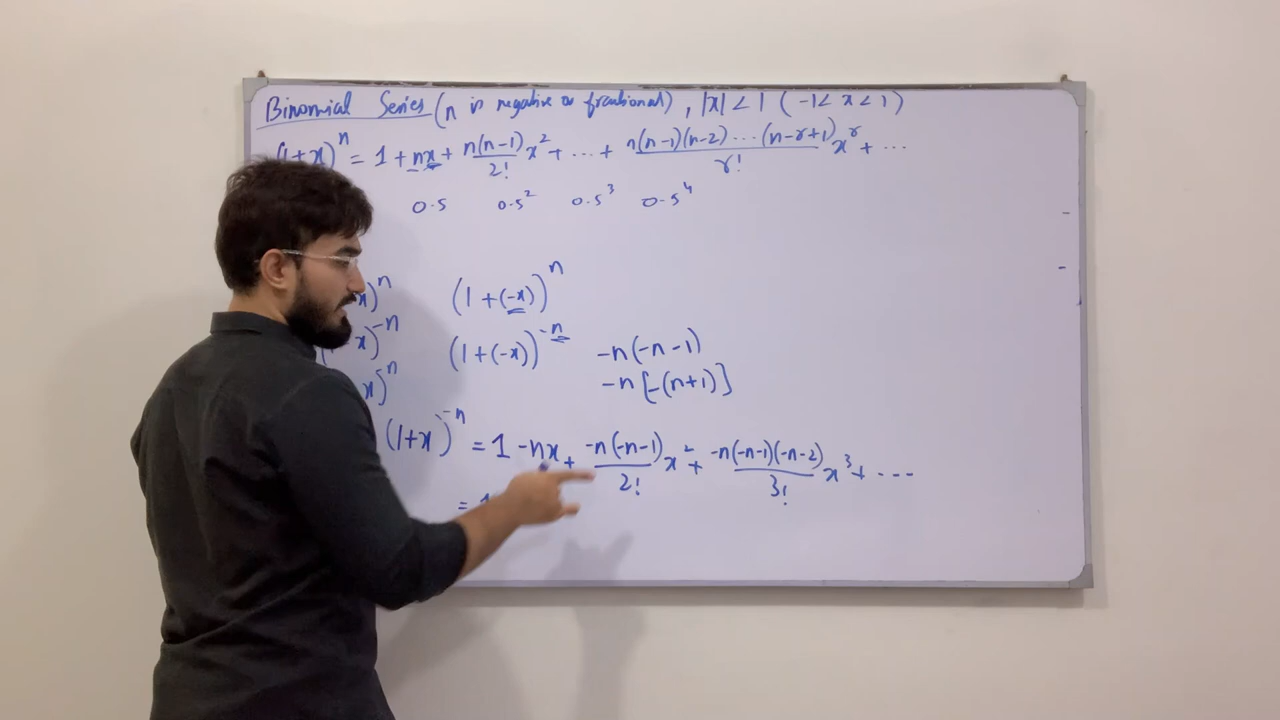 Binomial Series (n is negative or fractional), |x| < 1 (-1 < x < 1)
+x)^n = 1 + nx + n(n-1)/2! x^2 + ... + n(n-1)(n-2)...(n-r+1)/r! x^r + ...
0.5 0.5^2 0.5^3 0.5^4
x)^n (1 + (-x))^n
x)^-n (1 + (-x))^-n -n(-n-1)
x)^n -n[-(n+1)]
(1+x)^-n = 1 - nx + -n(-n-1)/2! x^2 + -n(-n-1)(-n-2)/3! x^3 + ...
= 1